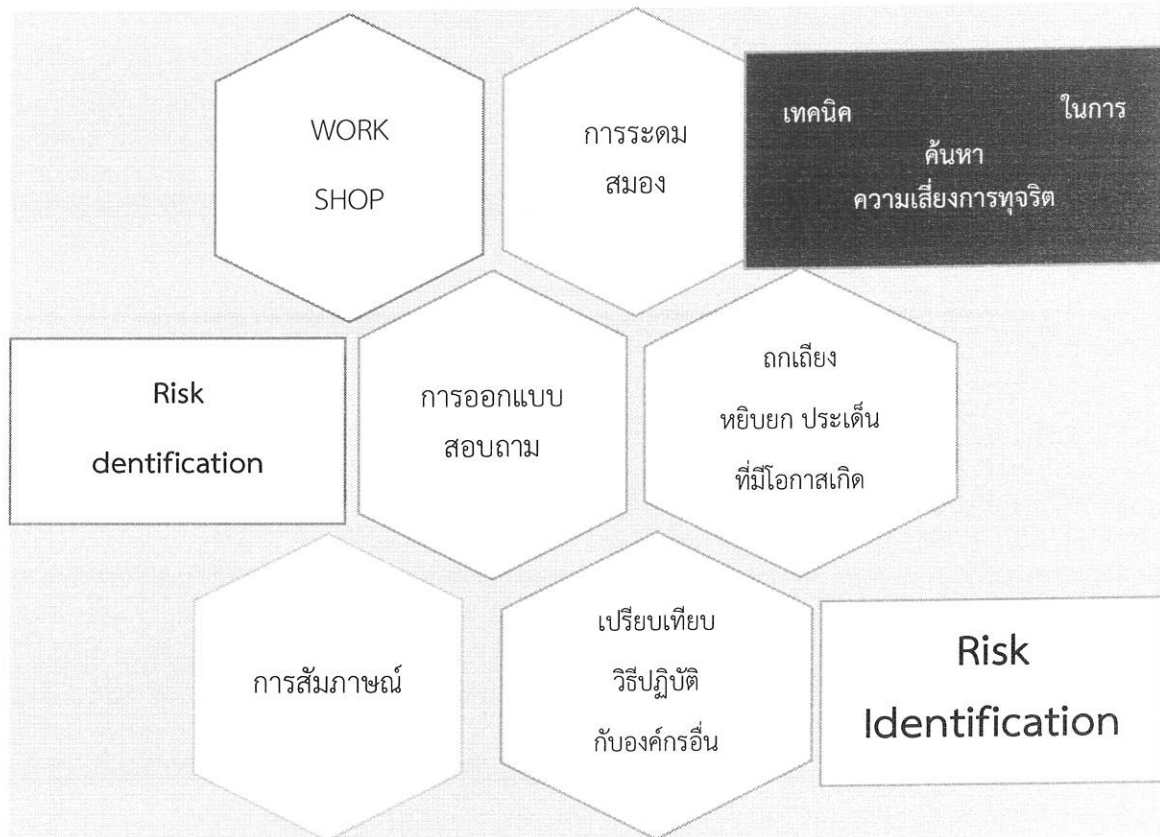 WORK
SHOP
การระดม
สมอง
เทคนิค ในการ
ค้นหา
ความเสี่ยงการทุจริต
Risk
dentification
การออกแบบ
สอบถาม
ถกเถียง
หยิบยก ประเด็น
ที่มีโอกาสเกิด
การสัมภาษณ์
เปรียบเทียบ
วิธีปฏิบัติ
กับองค์กรอื่น
Risk
Identification